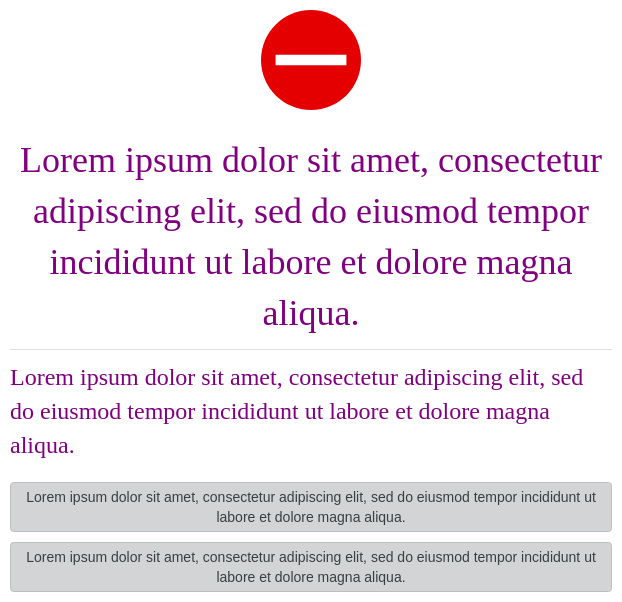 Lorem ipsum dolor sit amet, consectetur
adipiscing elit, sed do eiusmod tempor
incididunt ut labore et dolore magna
aliqua.
Lorem ipsum dolor sit amet, consectetur adipiscing elit, sed
do eiusmod tempor incididunt ut labore et dolore magna
aliqua.
Lorem ipsum dolor sit amet, consectetur adipiscing elit, sed do eiusmod tempor incididunt ut
labore et dolore magna aliqua.
Lorem ipsum dolor sit amet, consectetur adipiscing elit, sed do eiusmod tempor incididunt ut
labore et dolore magna aliqua.